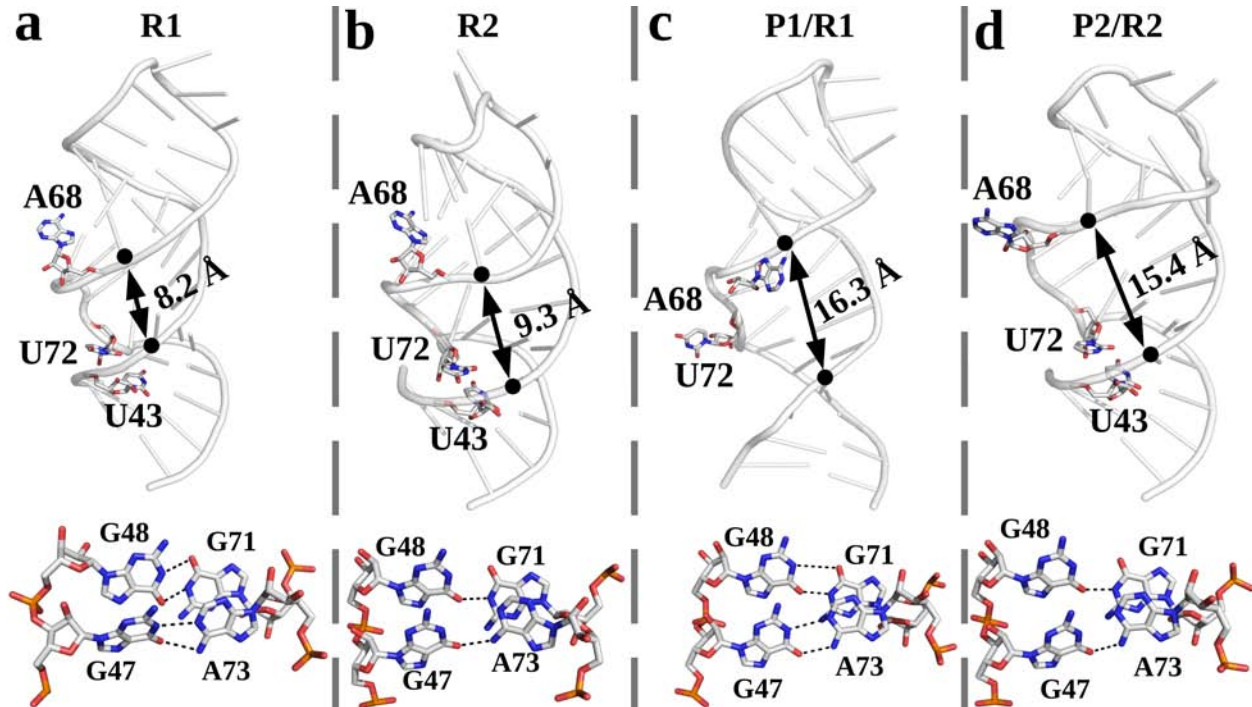 a R1
A68
8.2 Å
U72
U43
G48
G71
G47
A73
b R2
A68
9.3 Å
U72
U43
G48
G71
G47
A73
c P1/R1
A68
16.3 Å
U72
G48
G71
G47
A73
d P2/R2
A68
15.4 Å
U72
U43
G48
G71
G47
A73